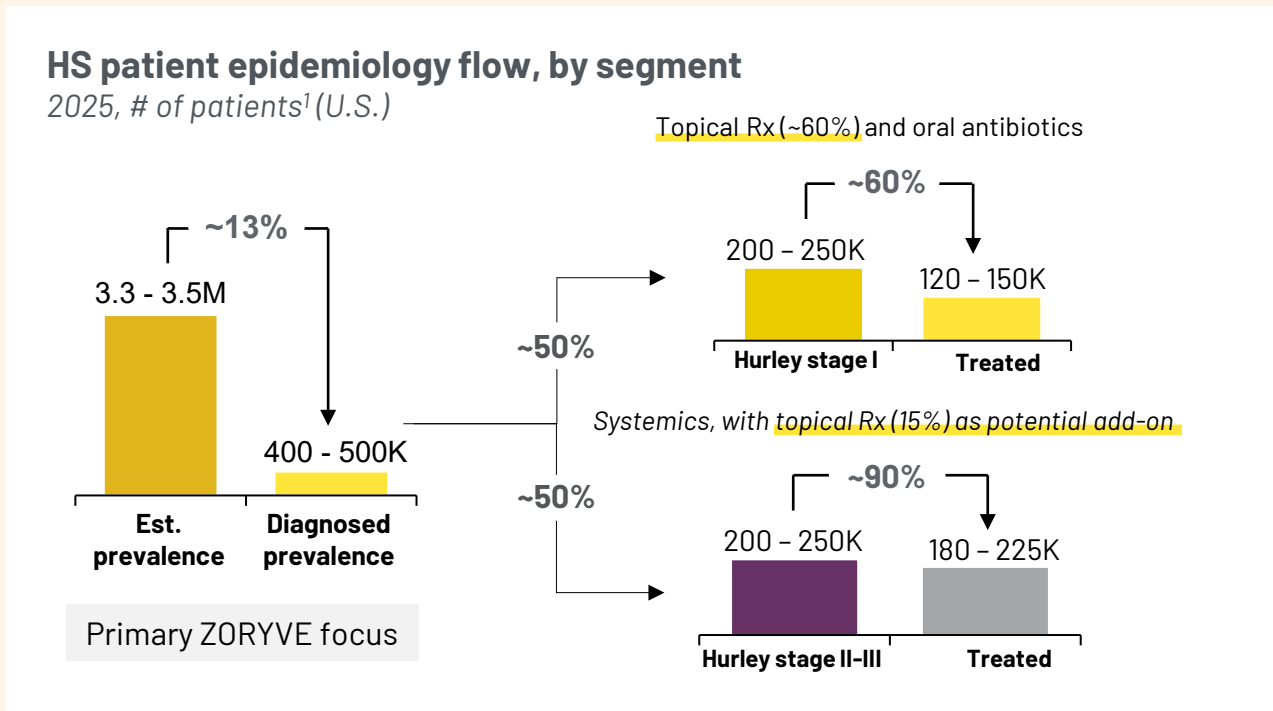 HS patient epidemiology flow, by segment
2025, # of patients¹ (U.S.)
~13%
3.3 - 3.5M
400 - 500K
Est.
prevalence
Diagnosed
prevalence
Primary ZORYVE focus
~50%
~50%
Topical Rx (~60%) and oral antibiotics
~60%
200 – 250K
120 – 150K
Hurley stage I
Treated
Systemics, with topical Rx (15%) as potential add-on
~90%
200 – 250K
180 – 225K
Hurley stage II-III
Treated